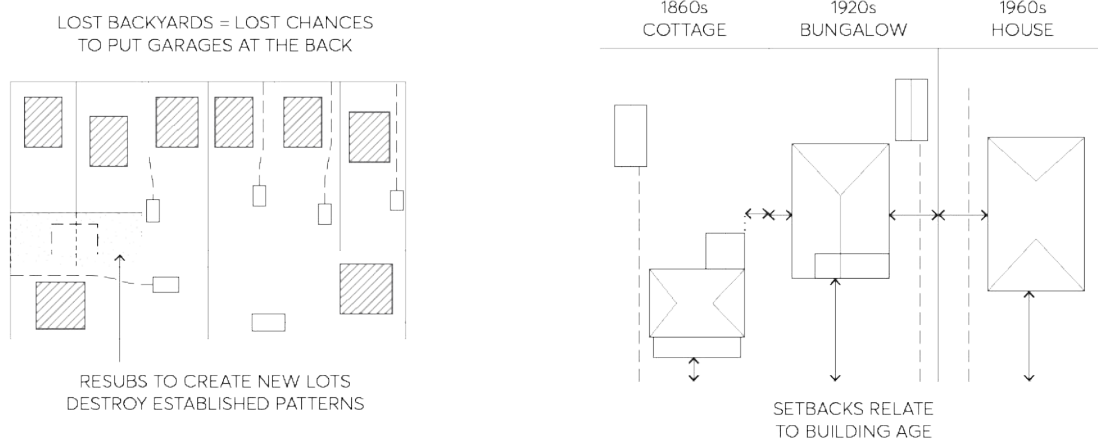 LOST BACKYARDS = LOST CHANCES
TO PUT GARAGES AT THE BACK
RESUBS TO CREATE NEW LOTS
DESTROY ESTABLISHED PATTERNS
1860s
COTTAGE
1920s
BUNGALOW
1960s
HOUSE
SETBACKS RELATE
TO BUILDING AGE